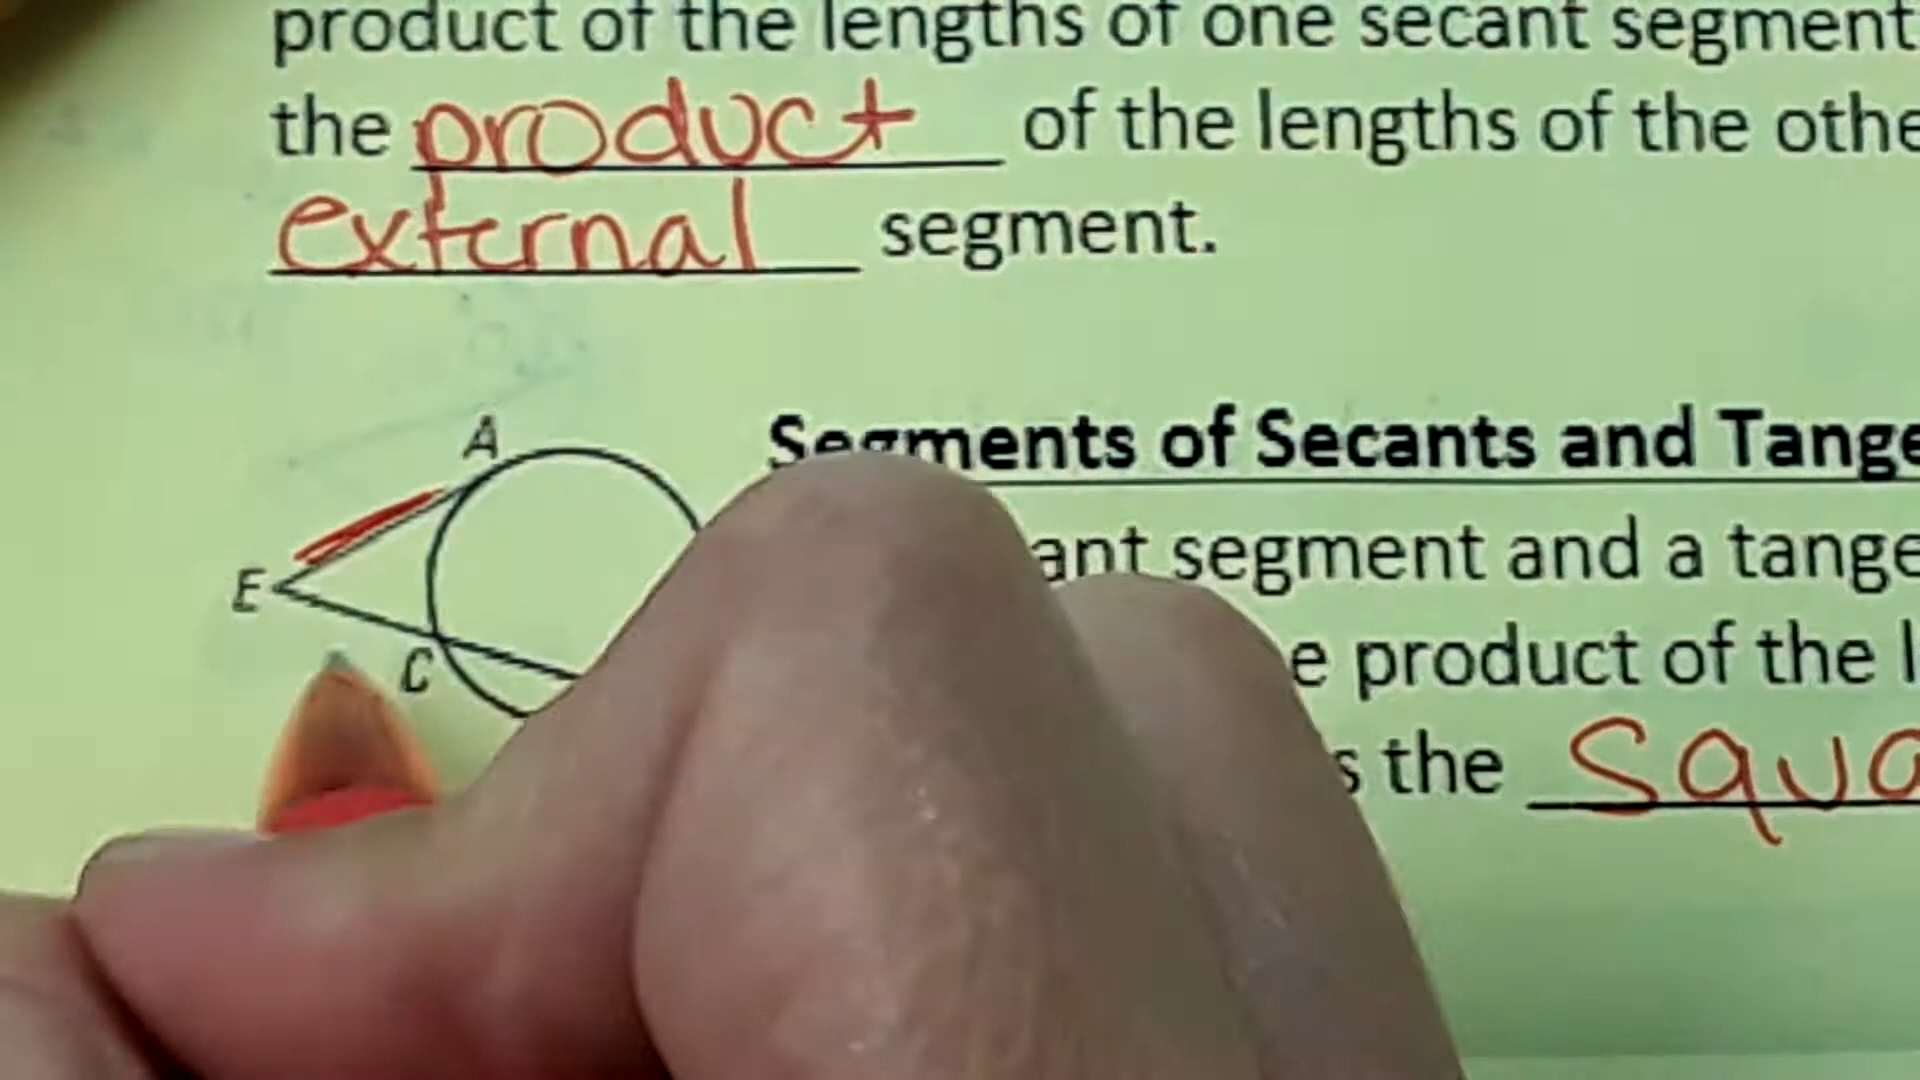 product of the lengths of one secant segment
the product of the lengths of the othe
external segment.
A
Segments of Secants and Tange
ant segment and a tange
E
e product of the l
C
s the squa